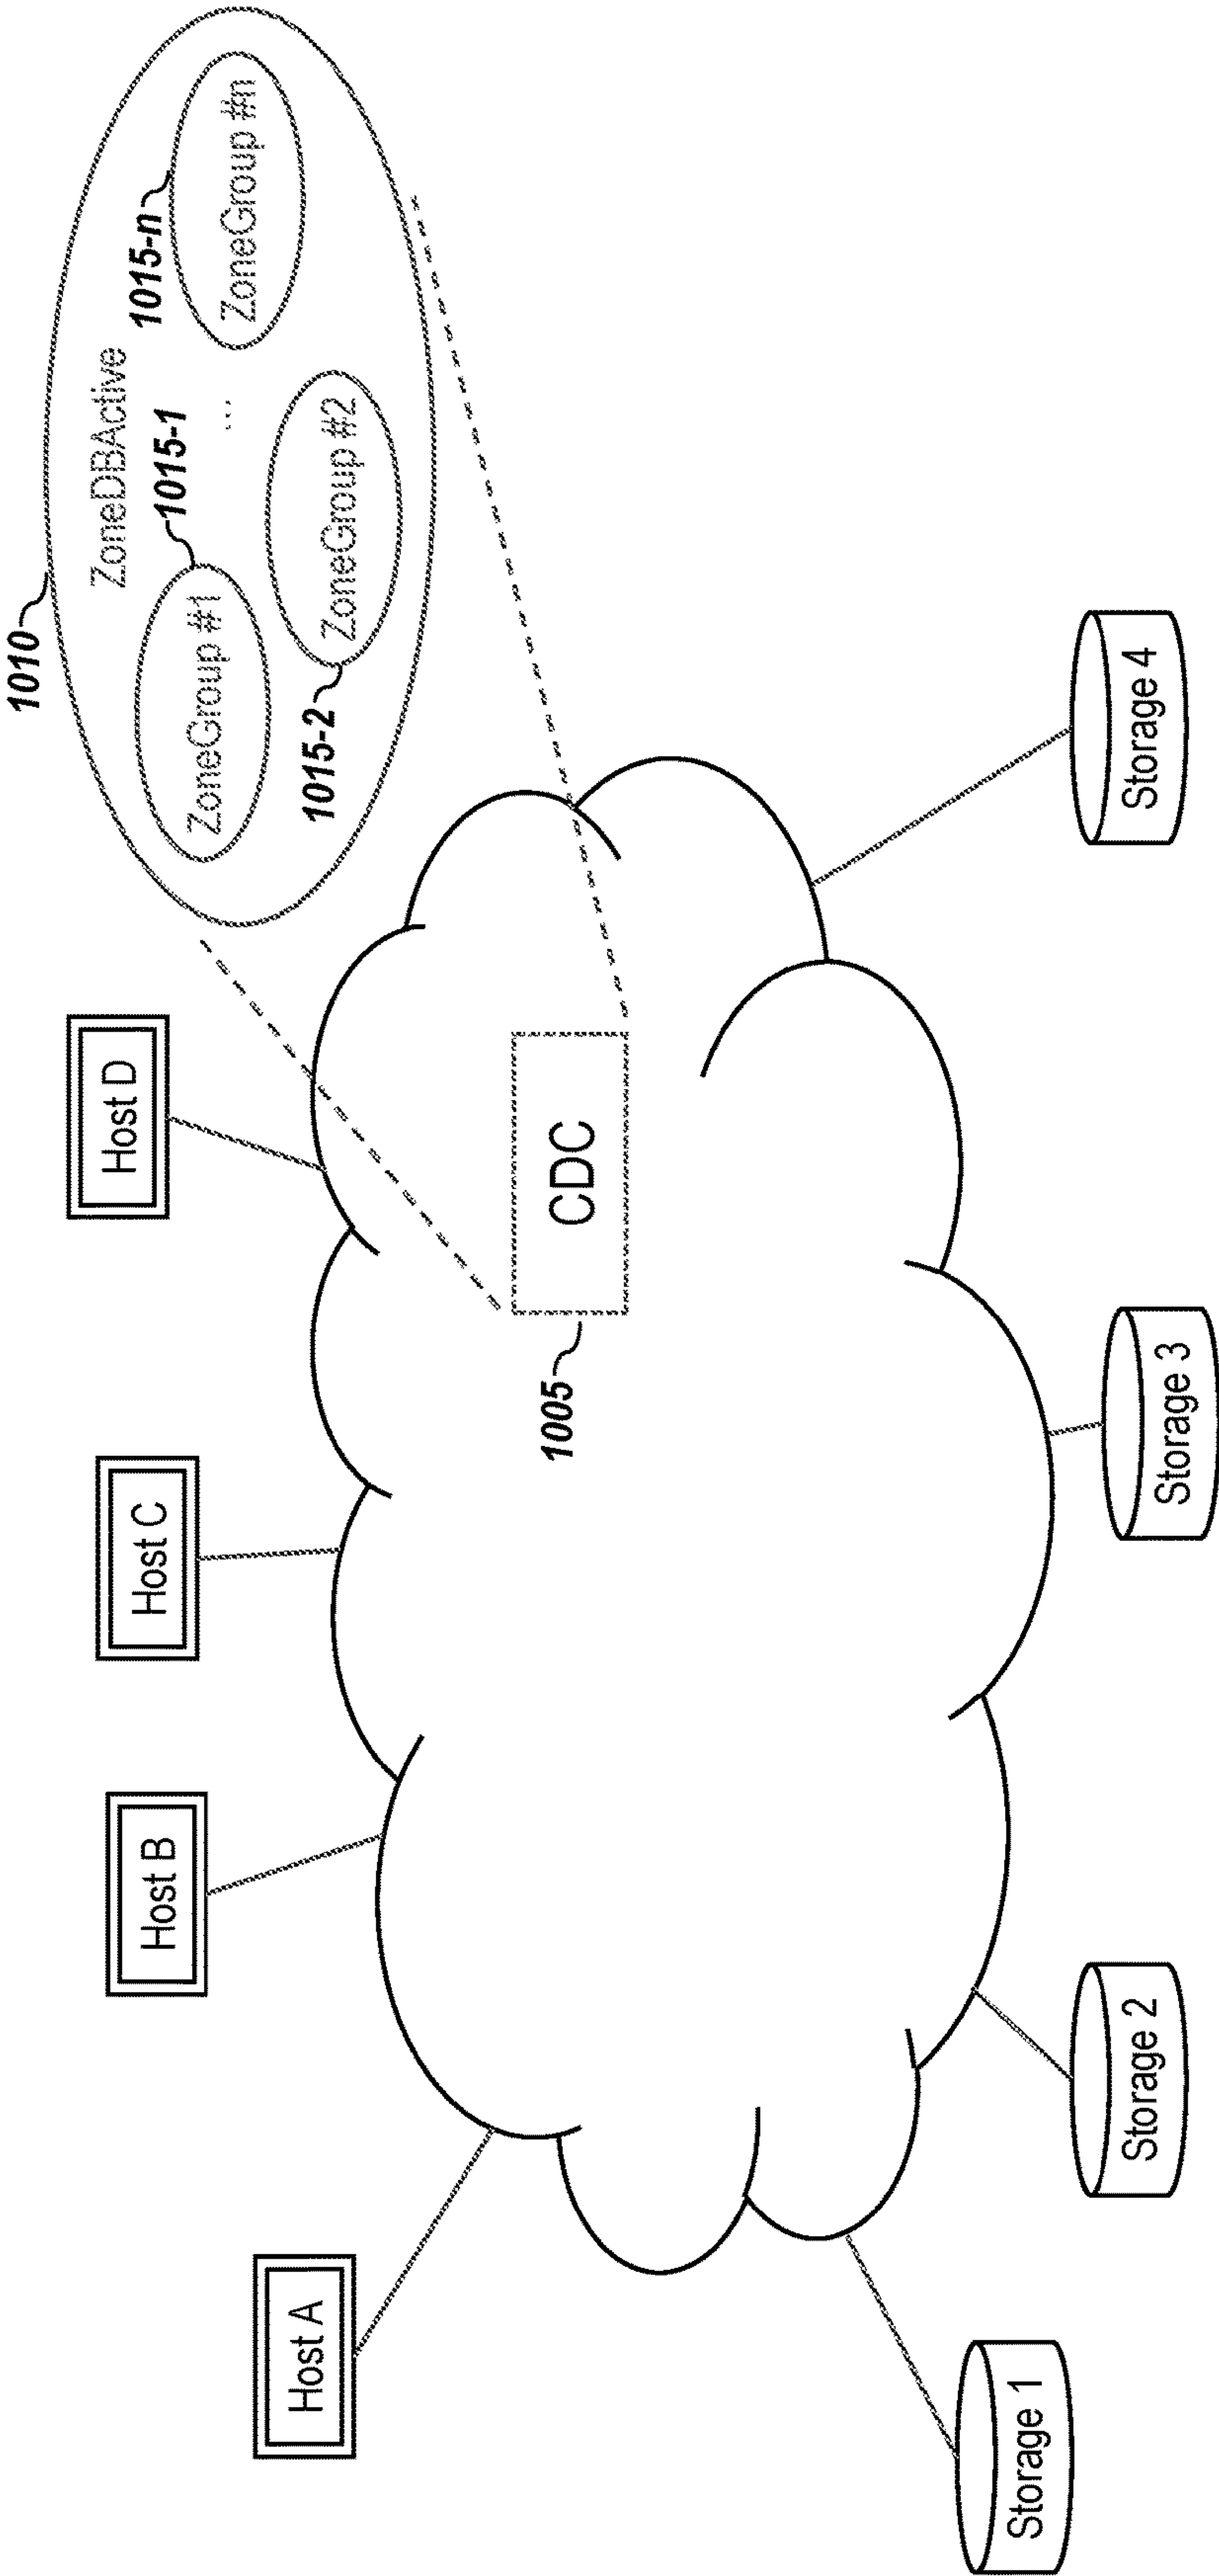 1010
ZoneDBActive
1015-1
1015-n
ZoneGroup #1
...
ZoneGroup #n
1015-2
ZoneGroup #2
Host A
Host B
Host C
Host D
1005
CDC
Storage 1
Storage 2
Storage 3
Storage 4